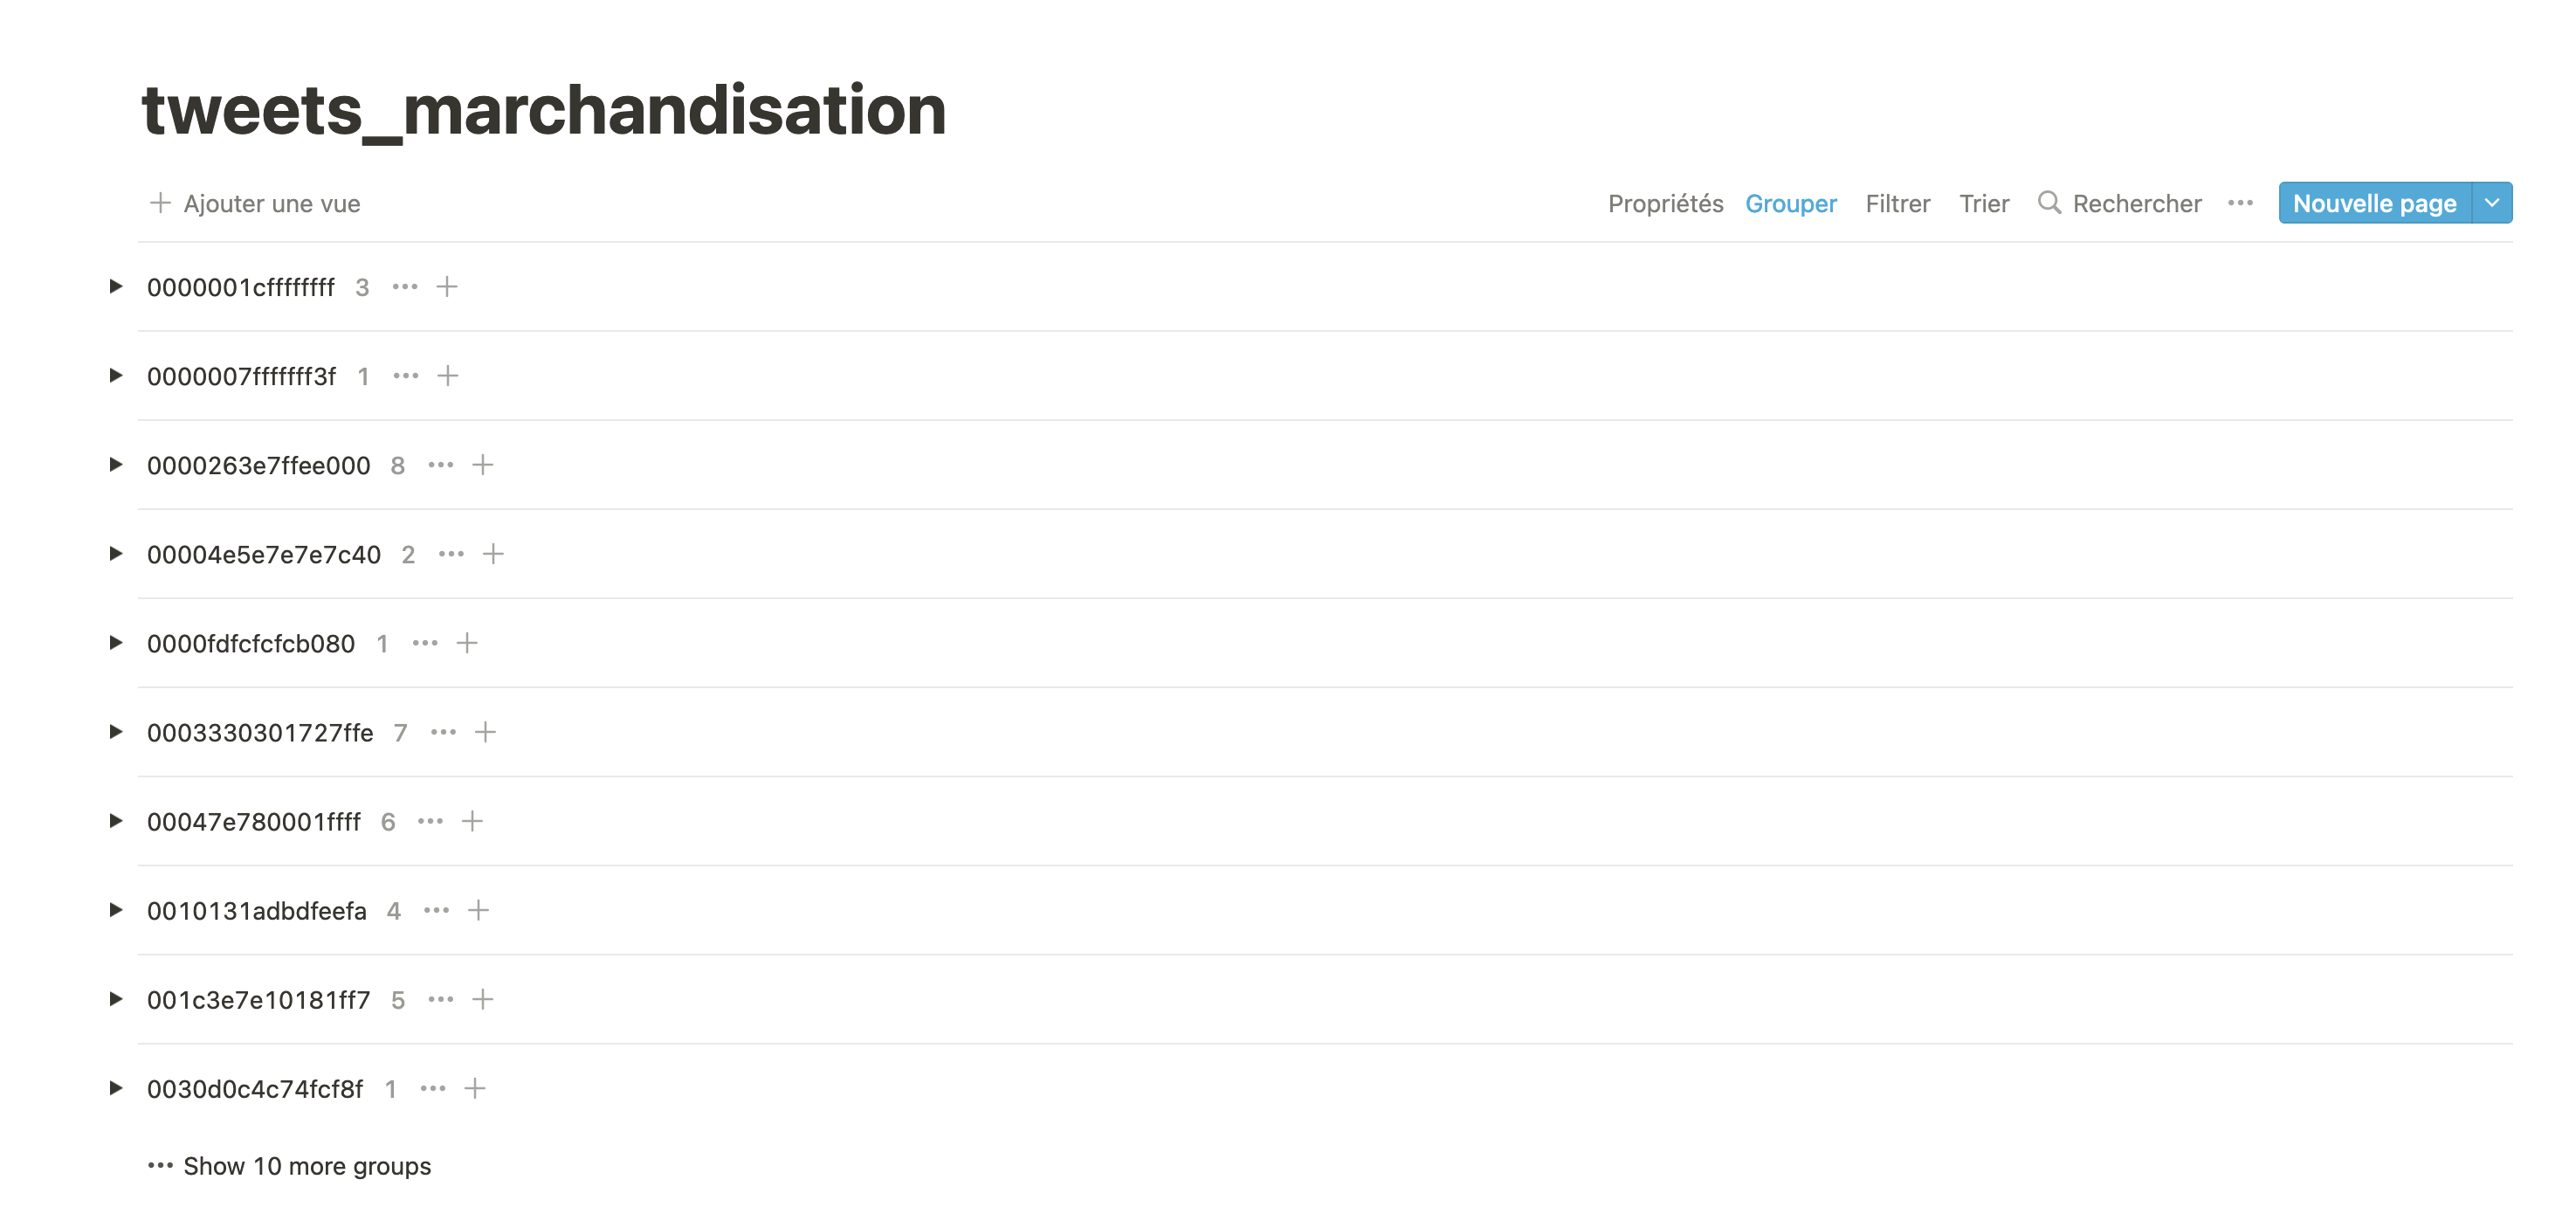 tweets_marchandisation
+ Ajouter une vue Propriétés Grouper Filtrer Trier Rechercher ••• Nouvelle page
0000001cffffffff 3 ••• +
0000007fffffff3f 1 ••• +
0000263e7ffee000 8 ••• +
00004e5e7e7e7c40 2 ••• +
0000fdfcfcfcb080 1 ••• +
0003330301727ffe 7 ••• +
00047e780001ffff 6 ••• +
0010131adbdfeefa 4 ••• +
001c3e7e10181ff7 5 ••• +
0030d0c4c74fcf8f 1 ••• +
••• Show 10 more groups